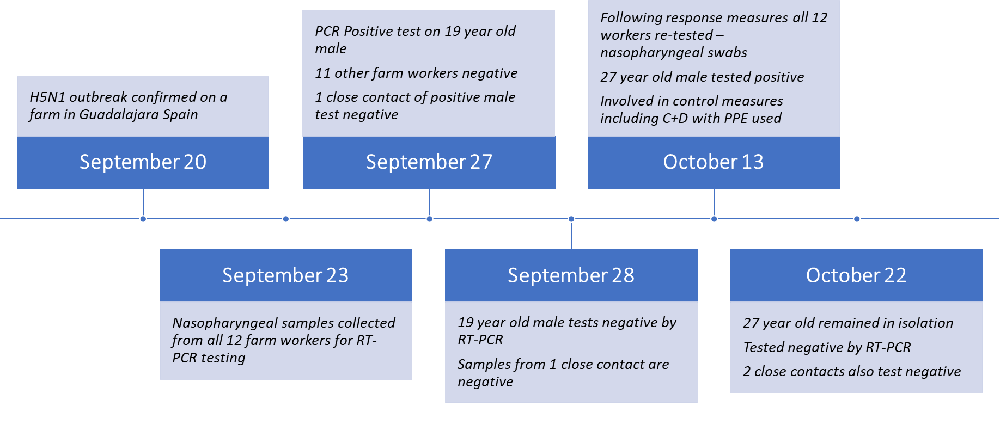 H5N1 outbreak confirmed on a
farm in Guadalajara Spain
September 20
Nasopharyngeal samples collected
from all 12 farm workers for RT-
PCR testing
September 23
PCR Positive test on 19 year old
male
11 other farm workers negative
1 close contact of positive male
test negative
September 27
September 28
19 year old male tests negative by
RT-PCR
Samples from 1 close contact are
negative
Following response measures all 12
workers re-tested –
nasopharyngeal swabs
27 year old male tested positive
Involved in control measures
including C+D with PPE used
October 13
October 22
27 year old remained in isolation
Tested negative by RT-PCR
2 close contacts also test negative